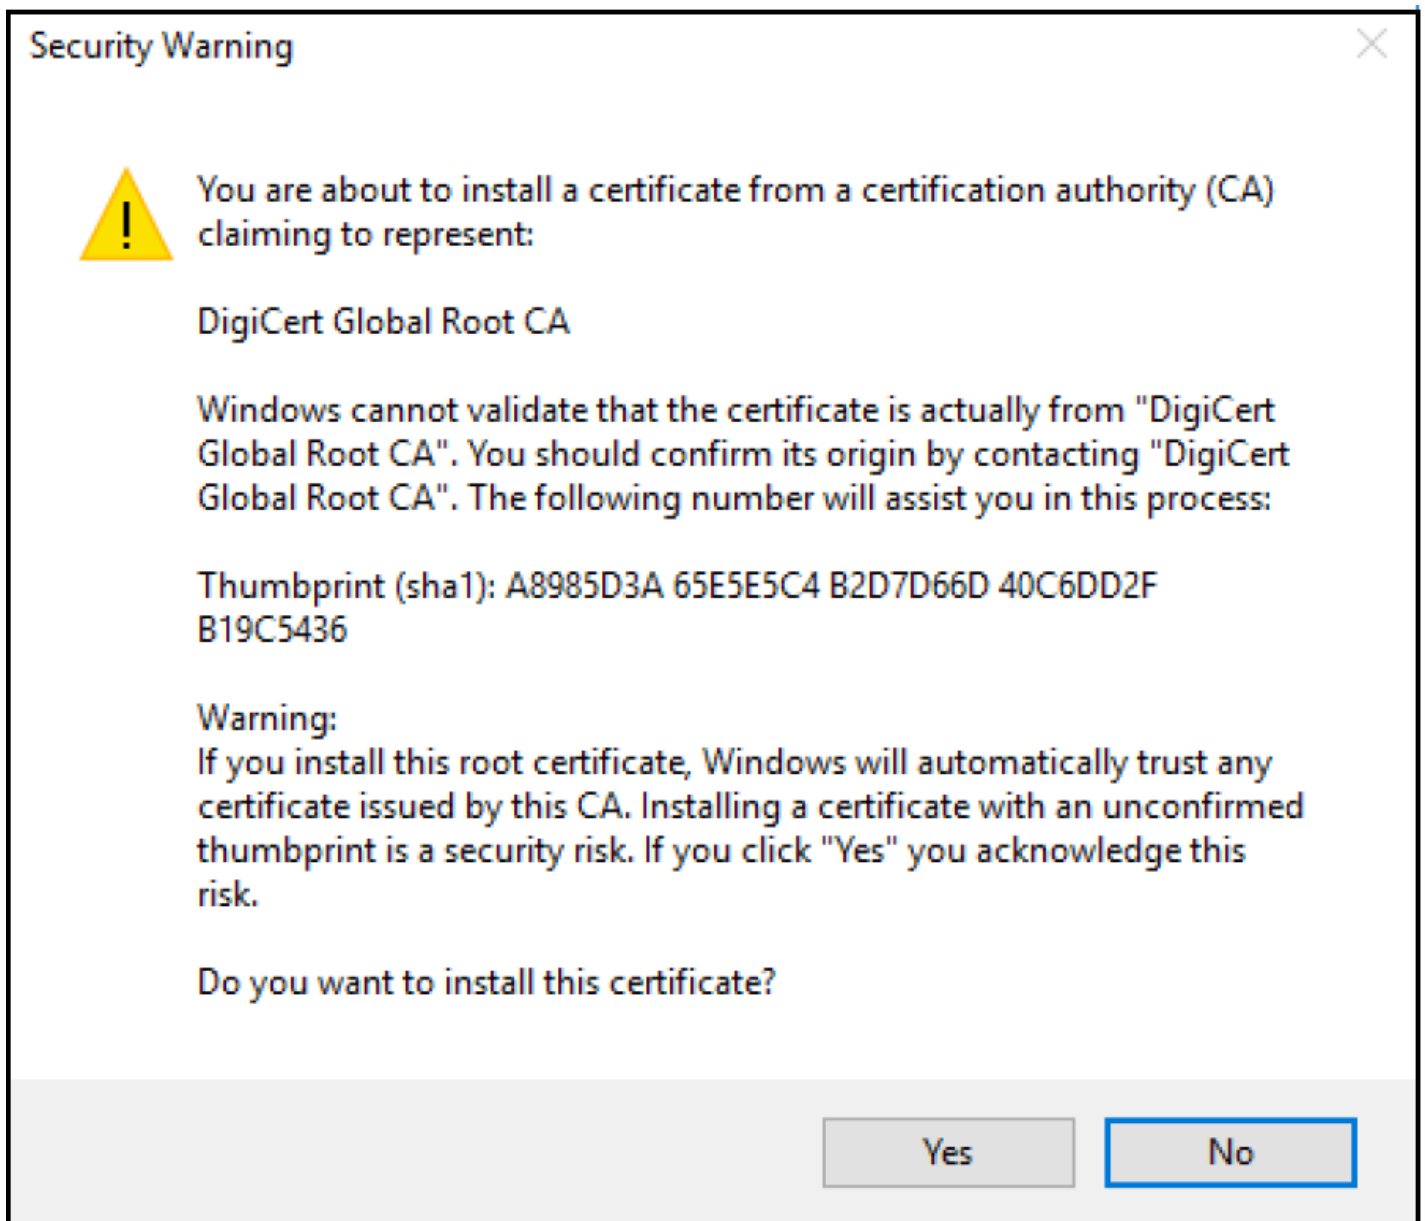 Security Warning
You are about to install a certificate from a certification authority (CA)
claiming to represent:
DigiCert Global Root CA
Windows cannot validate that the certificate is actually from "DigiCert
Global Root CA". You should confirm its origin by contacting "DigiCert
Global Root CA". The following number will assist you in this process:
Thumbprint (sha1): A8985D3A 65E5E5C4 B2D7D66D 40C6DD2F
B19C5436
Warning:
If you install this root certificate, Windows will automatically trust any
certificate issued by this CA. Installing a certificate with an unconfirmed
thumbprint is a security risk. If you click "Yes" you acknowledge this
risk.
Do you want to install this certificate?
Yes
No